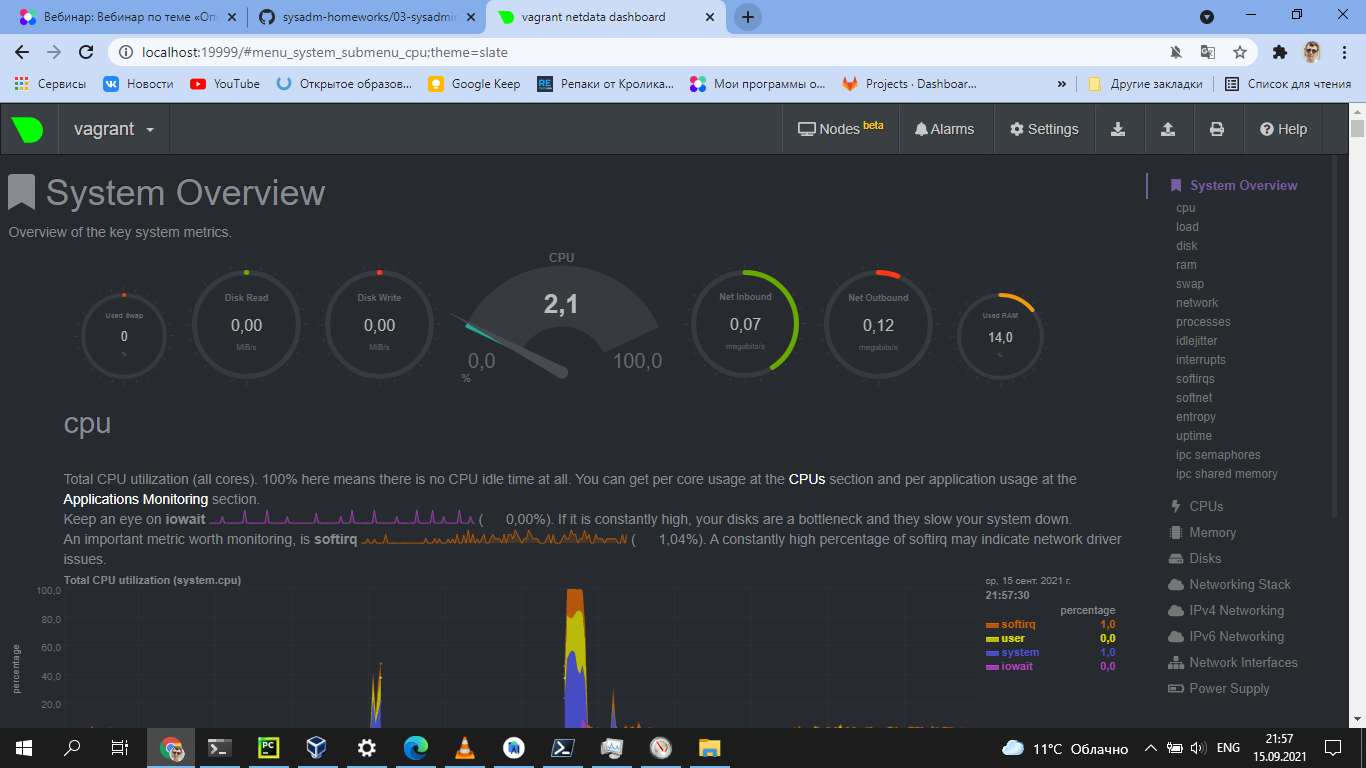 Вебинар: Вебинар по теме «Опе
sysadm-homeworks/03-sysadmin
vagrant netdata dashboard
localhost:19999/#menu_system_submenu_cpu;theme=slate
Сервисы
Новости
YouTube
Открытое образов...
Google Keep
Репаки от Кролика...
Мои программы о...
Projects · Dashboar...
»
Другие закладки
Список для чтения
vagrant
Nodes beta
Alarms
Settings
Help
System Overview
Overview of the key system metrics.
Used Swap
0
%
Disk Read
0,00
MiB/s
Disk Write
0,00
MiB/s
CPU
2,1
0,0
100,0
%
Net Inbound
0,07
megabits/s
Net Outbound
0,12
megabits/s
Used RAM
14,0
%
cpu
Total CPU utilization (all cores). 100% here means there is no CPU idle time at all. You can get per core usage at the CPUs section and per application usage at the
Applications Monitoring section.
Keep an eye on iowait ( 0,00%). If it is constantly high, your disks are a bottleneck and they slow your system down.
An important metric worth monitoring, is softirq ( 1,04%). A constantly high percentage of softirq may indicate network driver
issues.
Total CPU utilization (system.cpu)
100,0
80,0
60,0
40,0
20,0
percentage
ср, 15 сент. 2021 г.
21:57:30
percentage
softirq 1,0
user 0,0
system 1,0
iowait 0,0
System Overview
cpu
load
disk
ram
swap
network
processes
idlejitter
interrupts
softirqs
softnet
entropy
uptime
ipc semaphores
ipc shared memory
CPUs
Memory
Disks
Networking Stack
IPv4 Networking
IPv6 Networking
Network Interfaces
Power Supply
11°C Облачно
ENG
21:57
15.09.2021